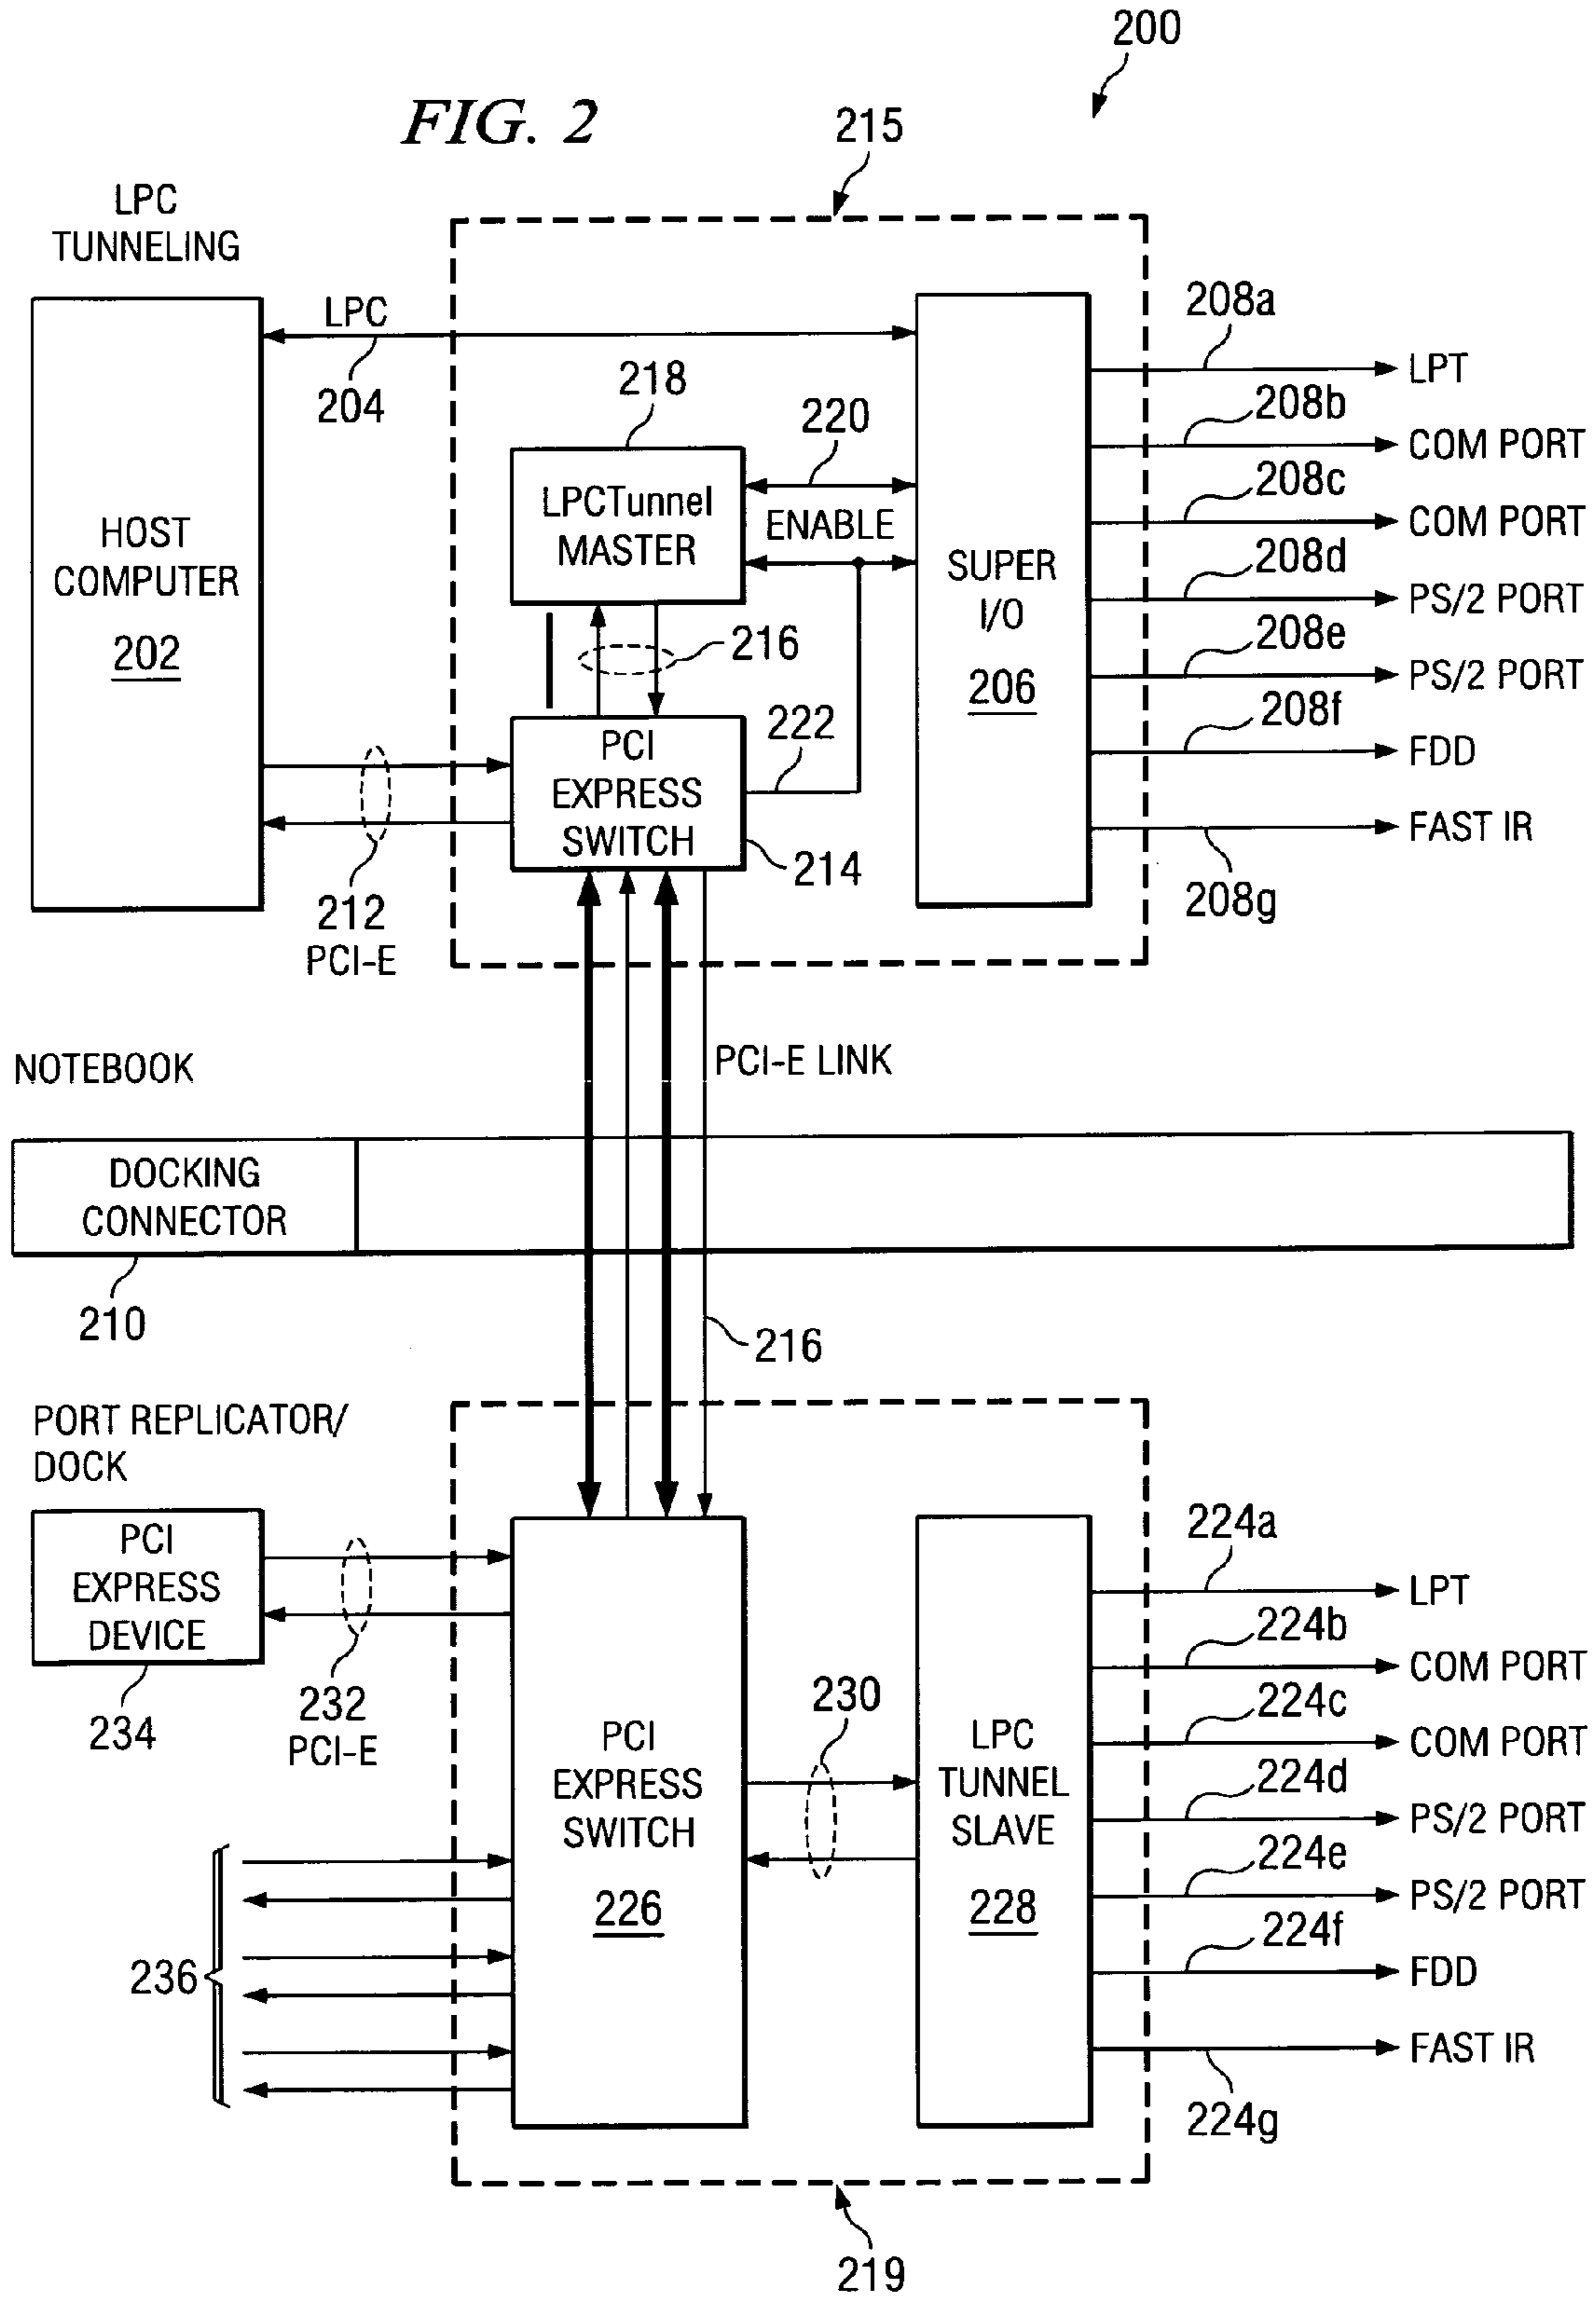 200
FIG. 2
215
LPC
TUNNELING
LPC
204
208a
LPT
218
220
208b
COM PORT
208c
COM PORT
HOST
COMPUTER
202
LPCTunnel
MASTER
ENABLE
SUPER
I/O
206
208d
PS/2 PORT
208e
PS/2 PORT
216
208f
FDD
PCI
EXPRESS
SWITCH
222
214
FAST IR
208g
212
PCI-E
NOTEBOOK
PCI-E LINK
DOCKING
CONNECTOR
210
216
PORT REPLICATOR/
DOCK
PCI
EXPRESS
DEVICE
234
232
PCI-E
224a
LPT
224b
COM PORT
224c
COM PORT
230
PCI
EXPRESS
SWITCH
226
LPC
TUNNEL
SLAVE
228
224d
PS/2 PORT
224e
PS/2 PORT
224f
FDD
236
FAST IR
224g
219